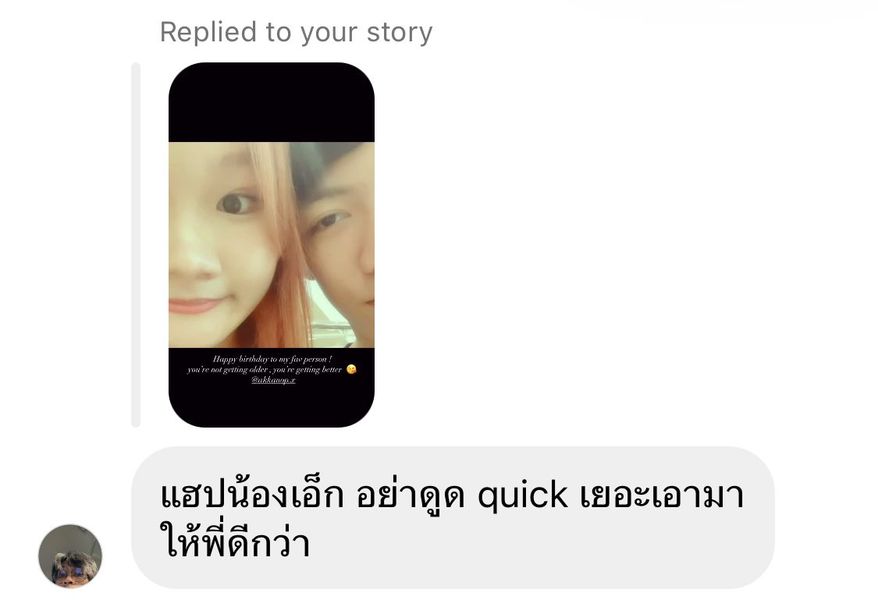 Replied to your story
Happy birthday to my fav person !
you're not getting older , you're getting better 😘
@akkanop.x
แฮปน้องเอ็ก อย่าดูด quick เยอะเอามา
ให้พี่ดีกว่า